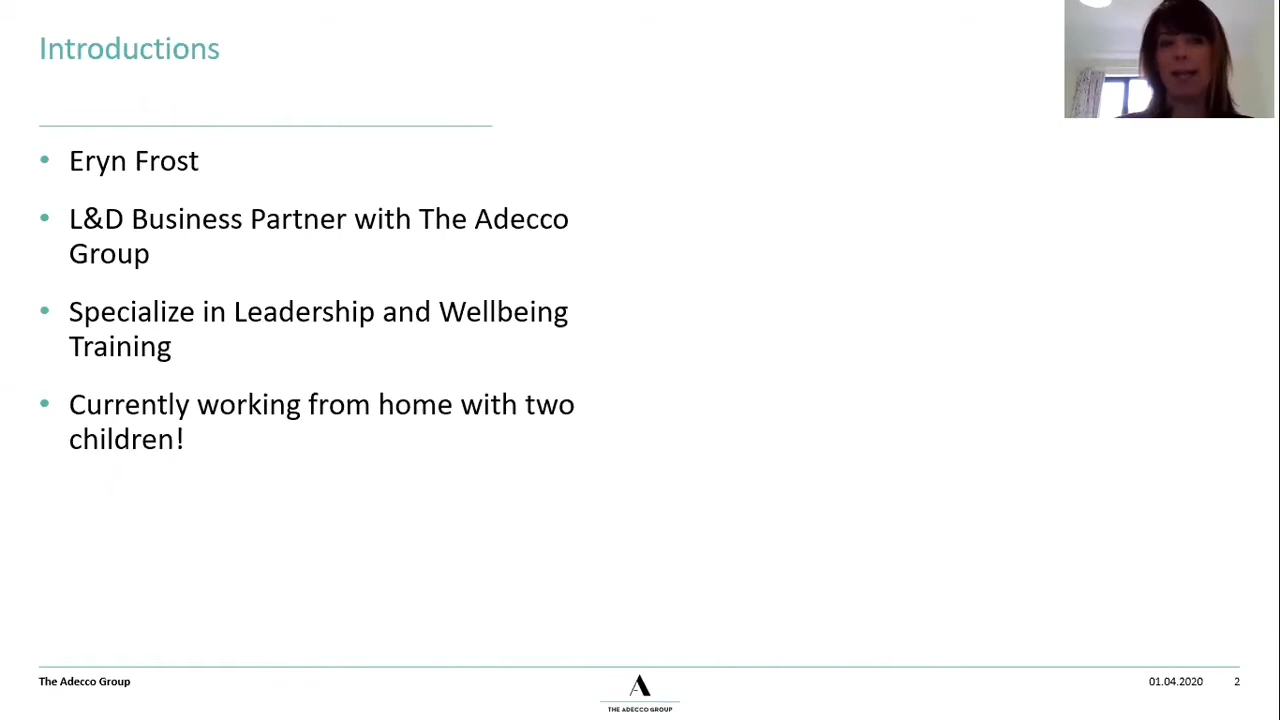 Introductions
• Eryn Frost
• L&D Business Partner with The Adecco
Group
• Specialize in Leadership and Wellbeing
Training
• Currently working from home with two
children!
The Adecco Group
THE ADECCO GROUP
01.04.2020
2